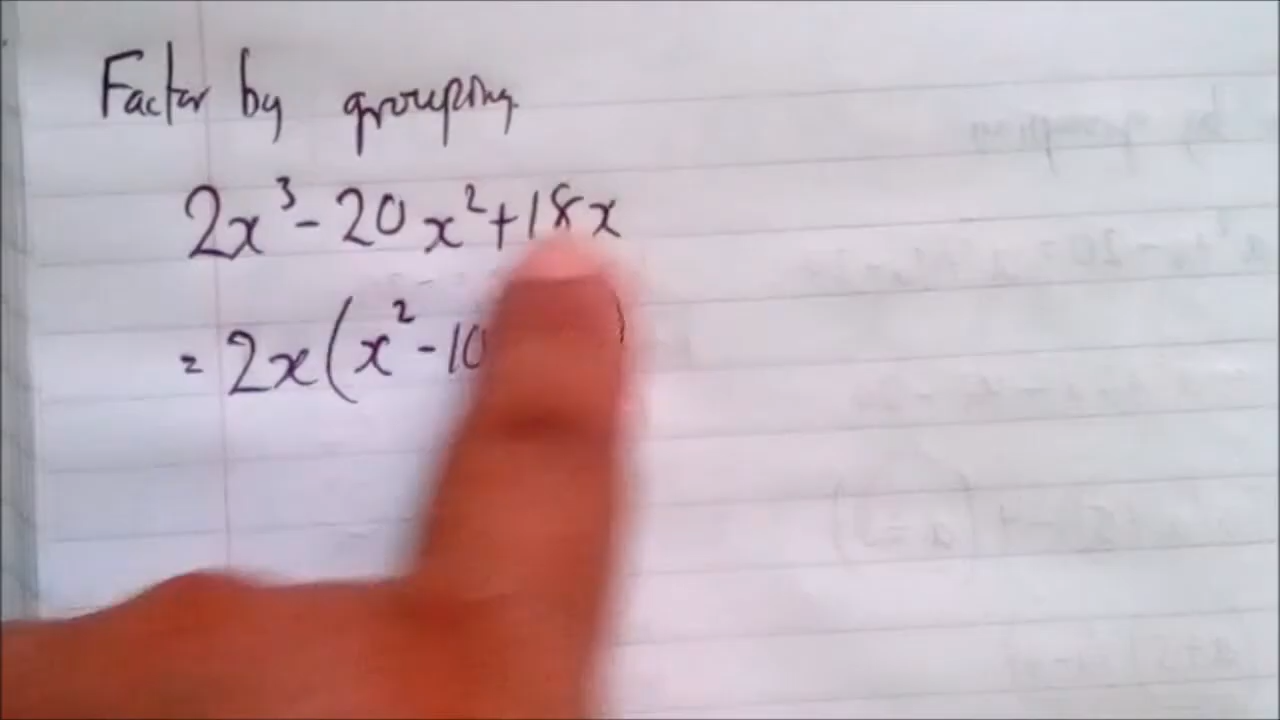 Factor by grouping
2x³ - 20x² + 18x
= 2x(x² - 10 )